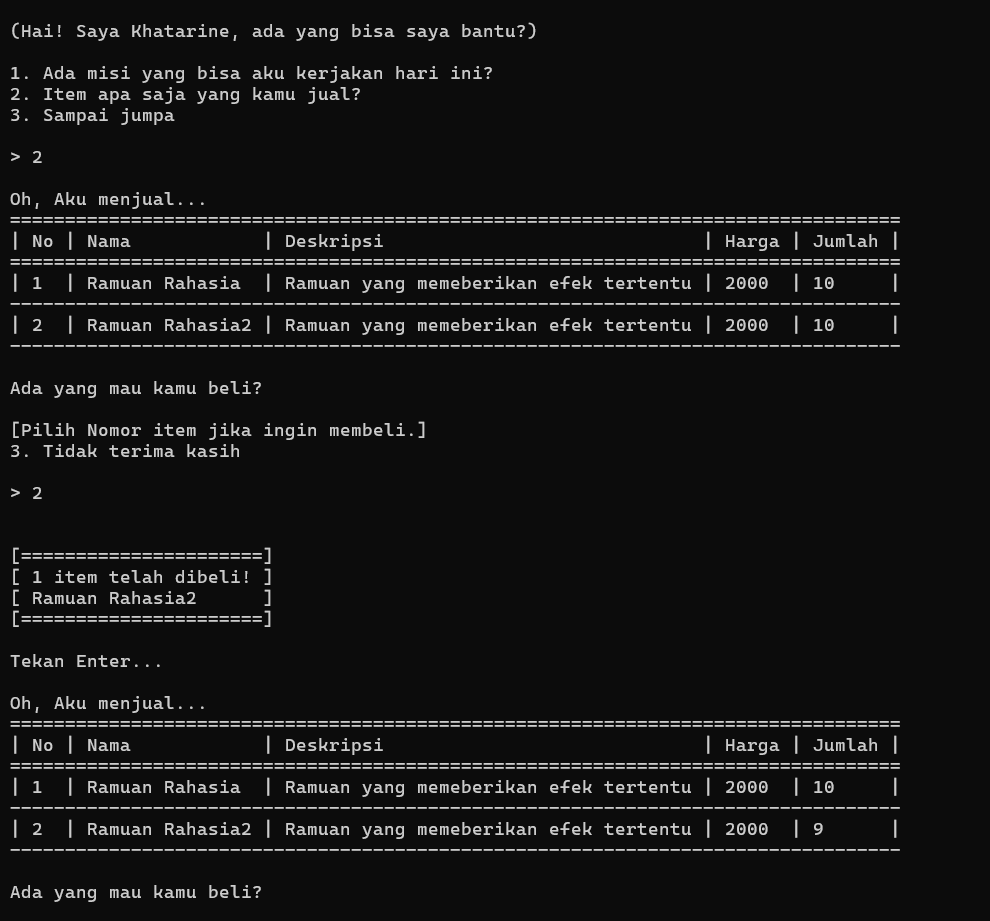 (Hai! Saya Khatarine, ada yang bisa saya bantu?)
1. Ada misi yang bisa aku kerjakan hari ini?
2. Item apa saja yang kamu jual?
3. Sampai jumpa
> 2
Oh, Aku menjual...
=================================================================================
| No | Nama            | Deskripsi                             | Harga | Jumlah |
=================================================================================
| 1  | Ramuan Rahasia  | Ramuan yang memeberikan efek tertentu | 2000  | 10     |
---------------------------------------------------------------------------------
| 2  | Ramuan Rahasia2 | Ramuan yang memeberikan efek tertentu | 2000  | 10     |
---------------------------------------------------------------------------------
Ada yang mau kamu beli?
[Pilih Nomor item jika ingin membeli.]
3. Tidak terima kasih
> 2
[======================]
[ 1 item telah dibeli! ]
[ Ramuan Rahasia2      ]
[======================]
Tekan Enter...
Oh, Aku menjual...
=================================================================================
| No | Nama            | Deskripsi                             | Harga | Jumlah |
=================================================================================
| 1  | Ramuan Rahasia  | Ramuan yang memeberikan efek tertentu | 2000  | 10     |
---------------------------------------------------------------------------------
| 2  | Ramuan Rahasia2 | Ramuan yang memeberikan efek tertentu | 2000  | 9      |
---------------------------------------------------------------------------------
Ada yang mau kamu beli?